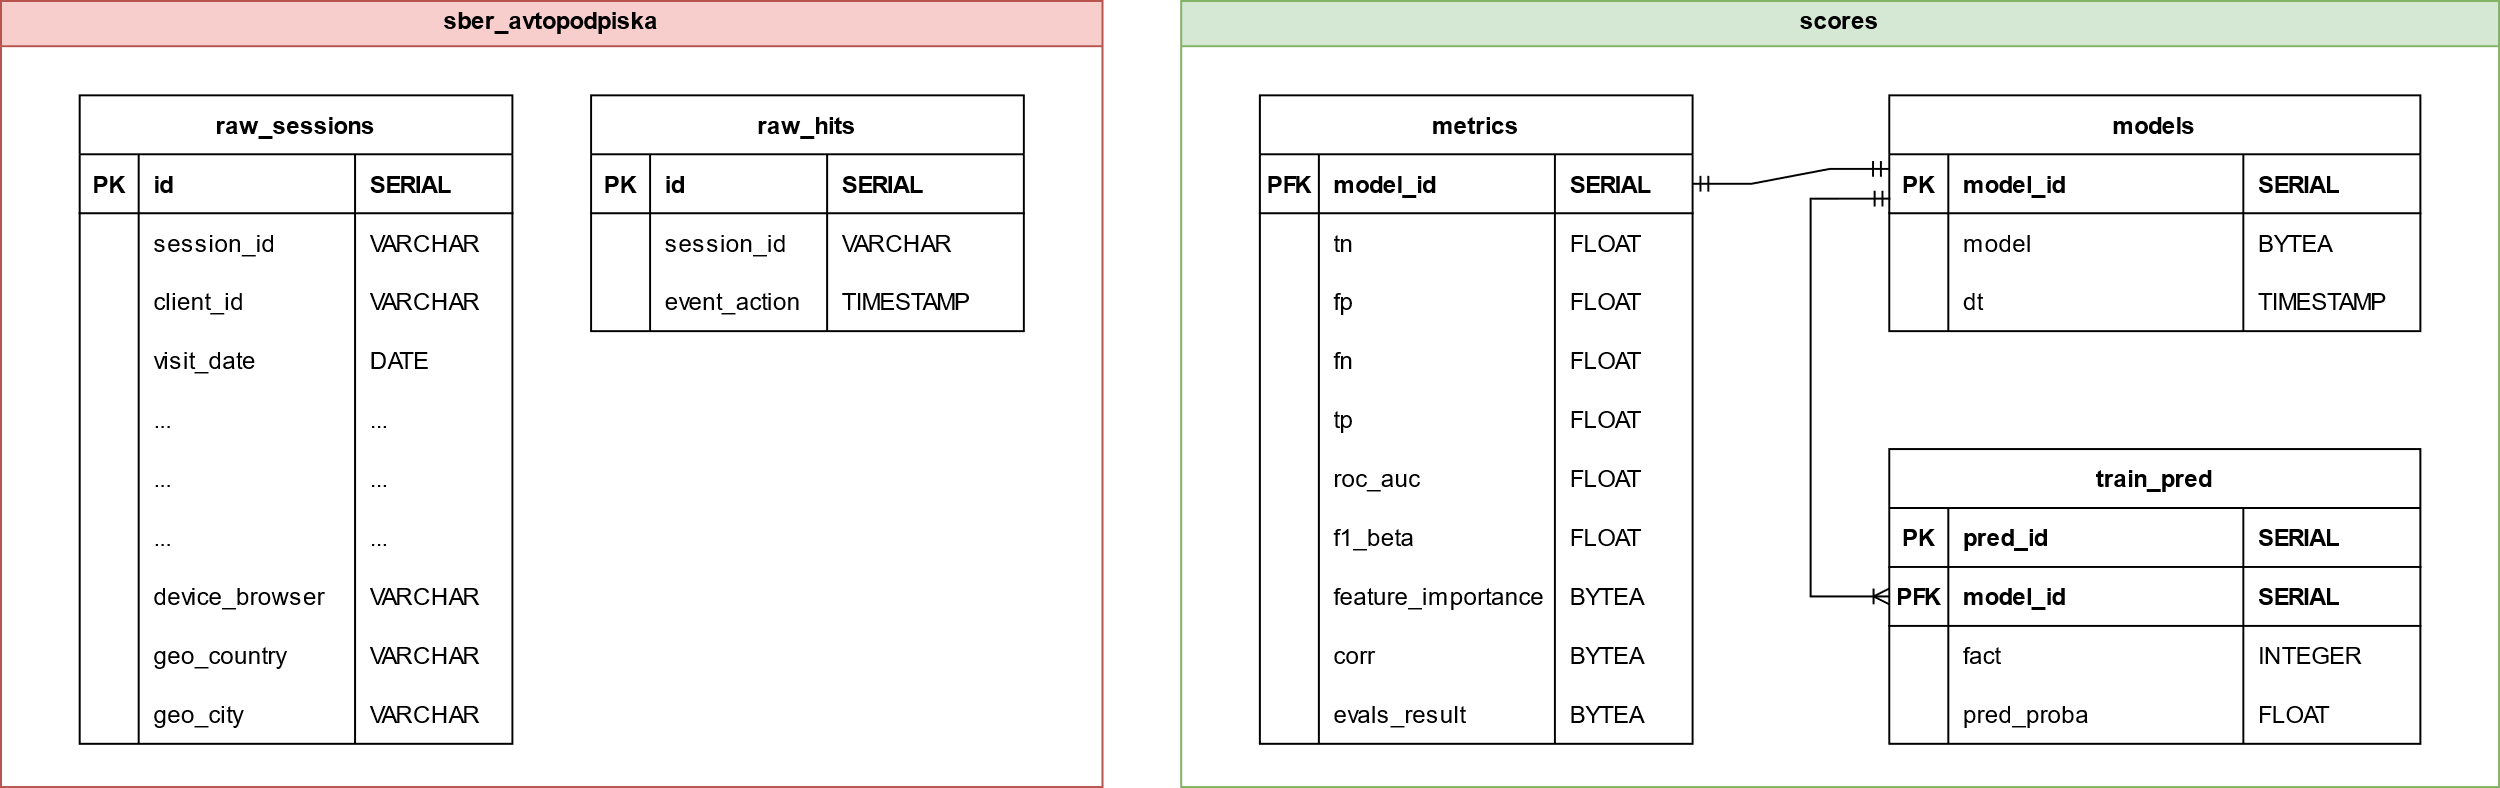 sber_avtopodpiska
raw_sessions
PK id SERIAL
session_id VARCHAR
client_id VARCHAR
visit_date DATE
... ...
... ...
... ...
device_browser VARCHAR
geo_country VARCHAR
geo_city VARCHAR
raw_hits
PK id SERIAL
session_id VARCHAR
event_action TIMESTAMP
scores
metrics
PFK model_id SERIAL
tn FLOAT
fp FLOAT
fn FLOAT
tp FLOAT
roc_auc FLOAT
f1_beta FLOAT
feature_importance BYTEA
corr BYTEA
evals_result BYTEA
models
PK model_id SERIAL
model BYTEA
dt TIMESTAMP
train_pred
PK pred_id SERIAL
PFK model_id SERIAL
fact INTEGER
pred_proba FLOAT